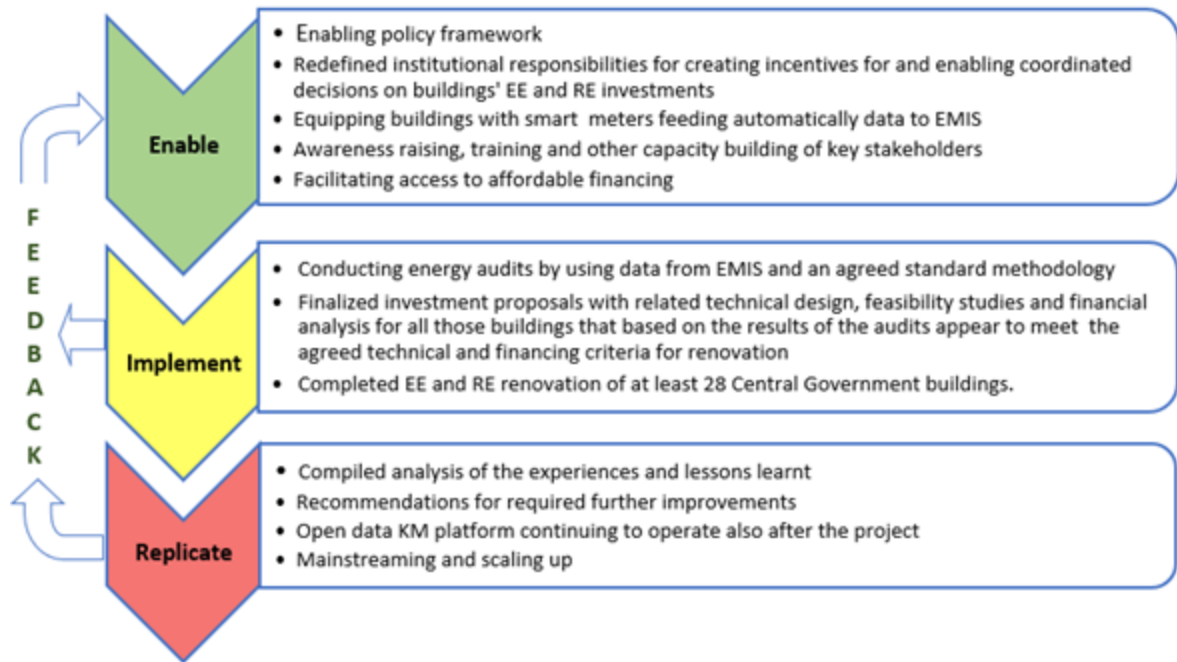 • Enabling policy framework
• Redefined institutional responsibilities for creating incentives for and enabling coordinated
decisions on buildings' EE and RE investments
• Equipping buildings with smart meters feeding automatically data to EMIS
• Awareness raising, training and other capacity building of key stakeholders
• Facilitating access to affordable financing
Enable
• Conducting energy audits by using data from EMIS and an agreed standard methodology
• Finalized investment proposals with related technical design, feasibility studies and financial
analysis for all those buildings that based on the results of the audits appear to meet the
agreed technical and financing criteria for renovation
• Completed EE and RE renovation of at least 28 Central Government buildings.
Implement
• Compiled analysis of the experiences and lessons learnt
• Recommendations for required further improvements
• Open data KM platform continuing to operate also after the project
• Mainstreaming and scaling up
Replicate
FEEDBACK